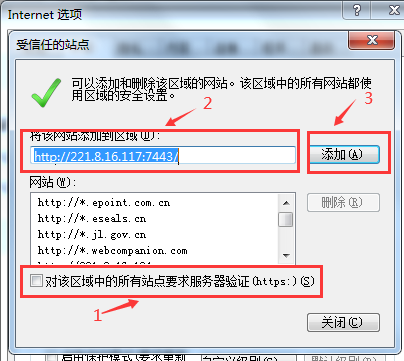 Internet 选项
受信任的站点
可以添加和删除该区域的网站。该区域中的所有网站都使
用区域的安全设置。
2
3
将该网站添加到区域(D):
http://221.8.16.117:7443/
添加(A)
网站(W):
http://*.epoint.com.cn
http://*.eseals.cn
http://*.jl.gov.cn
http://*.webcompanion.com
删除(R)
对该区域中的所有站点要求服务器验证(https:)(S)
1
关闭(C)